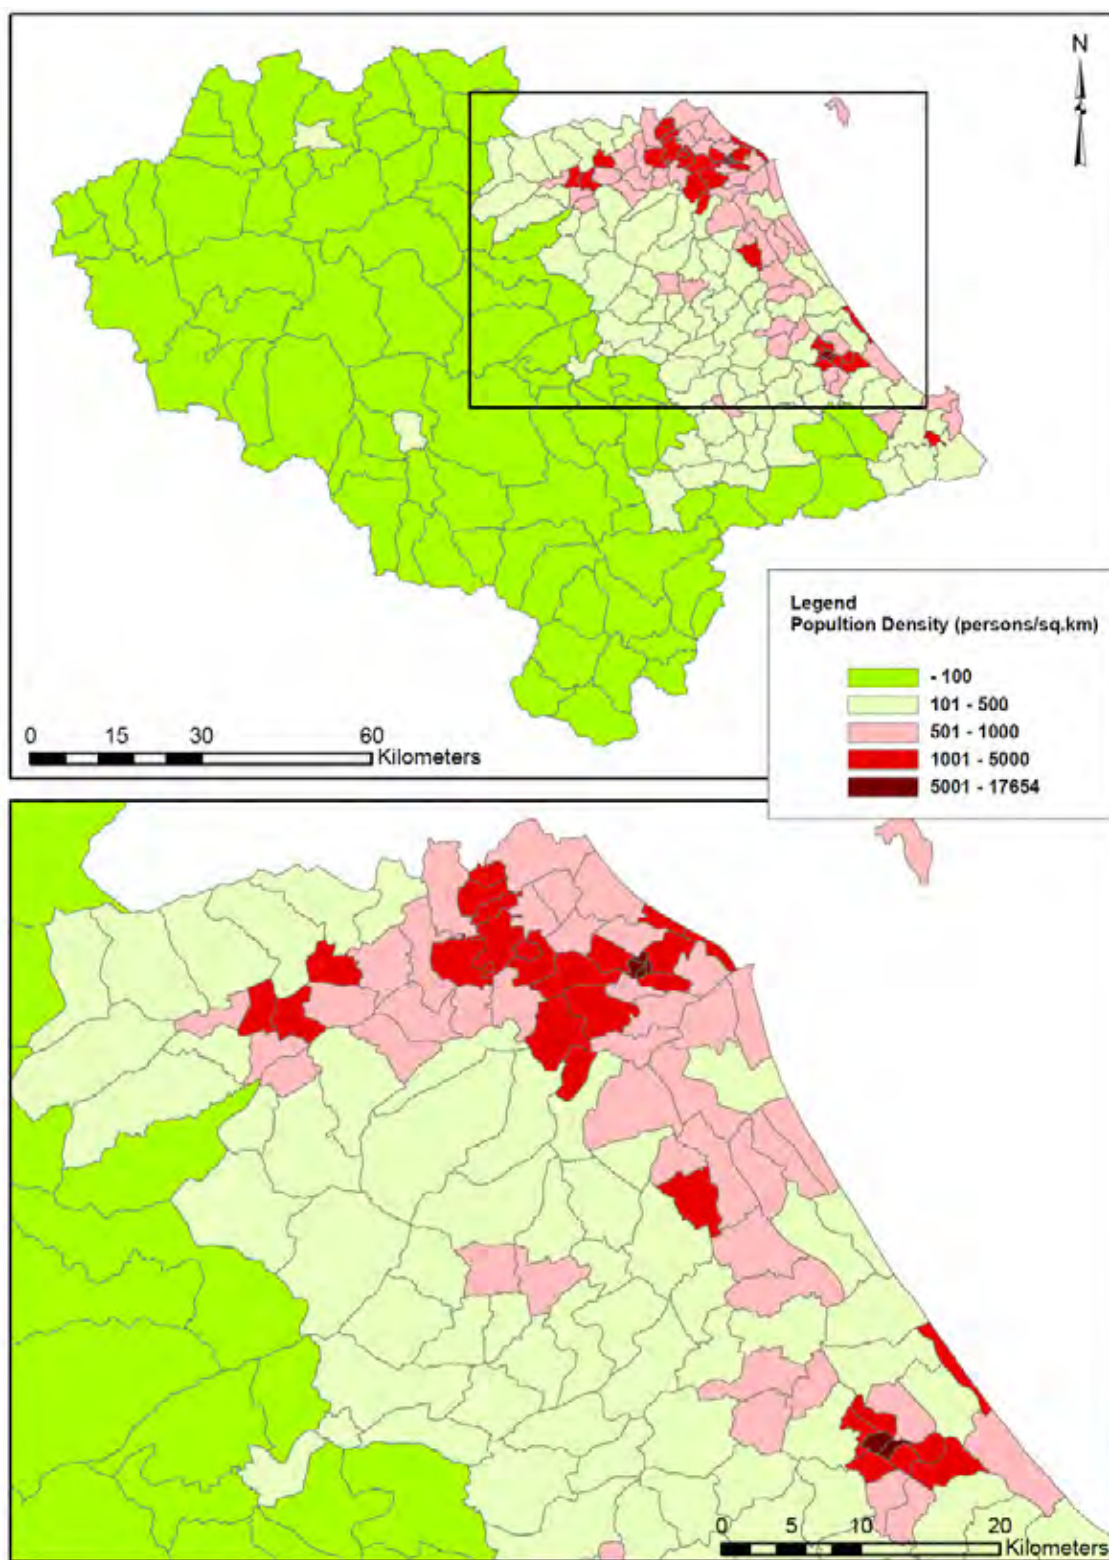 N
Legend
Popultion Density (persons/sq.km)
- 100
101 - 500
501 - 1000
1001 - 5000
5001 - 17654
0 15 30 60
Kilometers
0 5 10 20
Kilometers